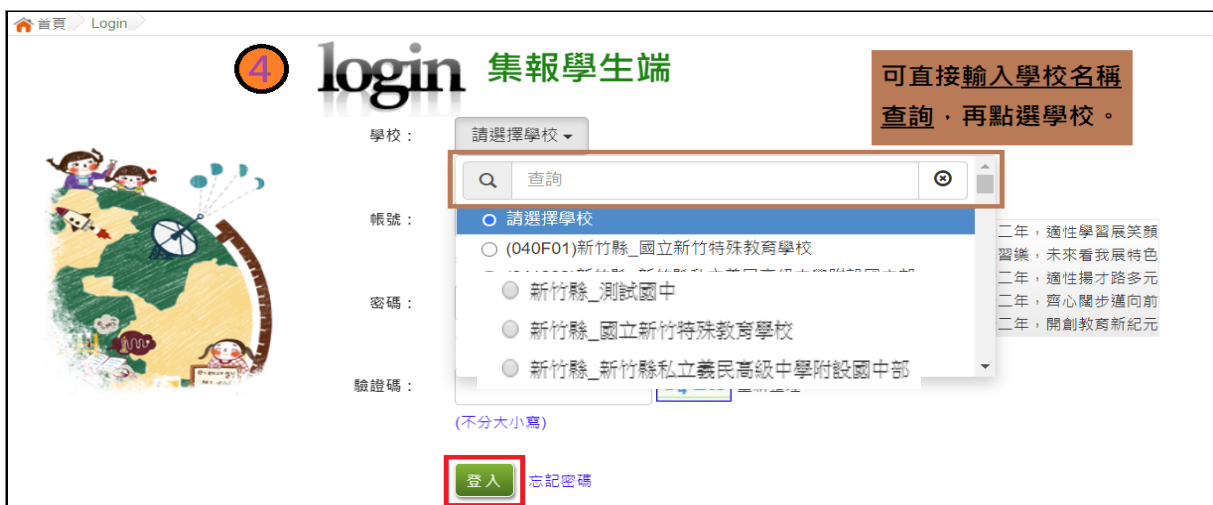 首頁 Login
4
login 集報學生端
可直接輸入學校名稱
查詢，再點選學校。
學校： 請選擇學校
查詢
帳號： 請選擇學校
(040F01)新竹縣_國立新竹特殊教育學校
新竹縣_測試國中
密碼：
新竹縣_國立新竹特殊教育學校
新竹縣_新竹縣私立義民高級中學附設國中部
二年，適性學習展笑顏
習樂，未來看我展特色
二年，適性揚才路多元
二年，齊心闊步邁向前
二年，開創教育新紀元
驗證碼：
(不分大小寫)
登入 忘記密碼